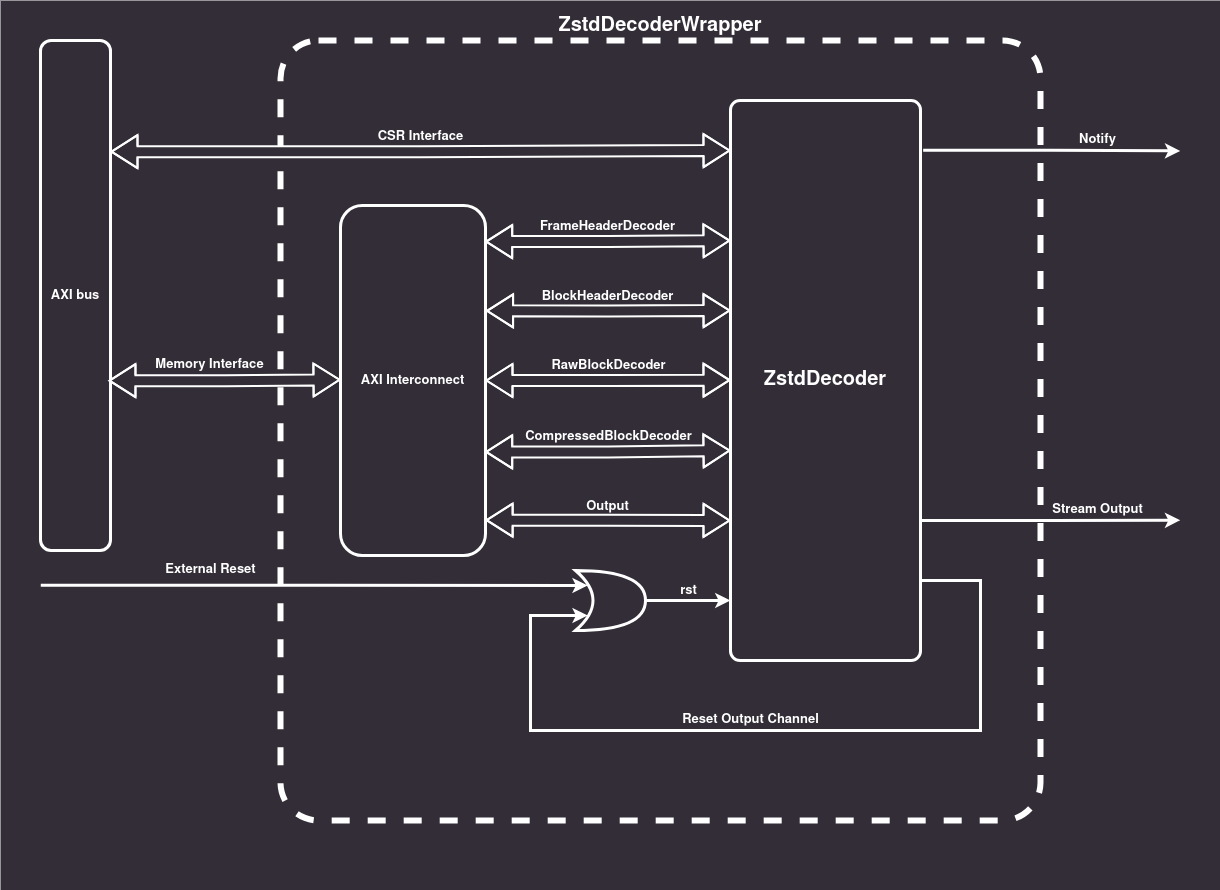 ZstdDecoderWrapper
CSR Interface
Notify
FrameHeaderDecoder
AXI bus
BlockHeaderDecoder
Memory Interface
RawBlockDecoder
AXI Interconnect
ZstdDecoder
CompressedBlockDecoder
Output
Stream Output
External Reset
rst
Reset Output Channel